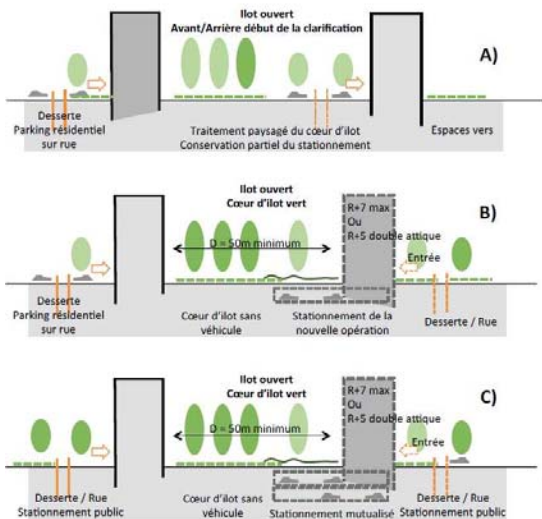 Ilot ouvert
Avant/Arrière début de la clarification
A)
Desserte
Parking résidentiel
sur rue
Traitement paysagé du cœur d'ilot
Conservation partiel du stationnement
Espaces vers
Ilot ouvert
Cœur d'ilot vert
B)
R+7 max
Ou
R+5 double attique
D = 50m minimum
Entrée
Desserte
Parking résidentiel
sur rue
Cœur d'ilot sans
véhicule
Stationnement de la
nouvelle opération
Desserte / Rue
Ilot ouvert
Cœur d'ilot vert
C)
R+7 max
Ou
R+5 double attique
D = 50m minimum
Entrée
Desserte / Rue
Stationnement public
Cœur d'ilot sans
véhicule
Stationnement mutualisé
Desserte / Rue
Stationnement public